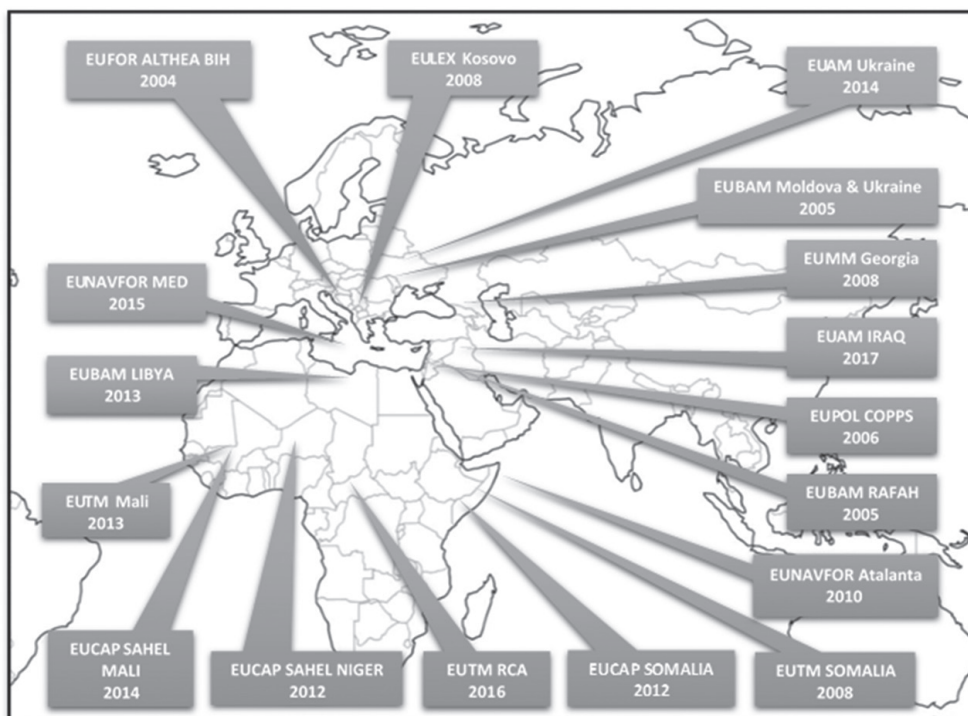 EUFOR ALTHEA BIH
2004
EULEX Kosovo
2008
EUAM Ukraine
2014
EUBAM Moldova & Ukraine
2005
EUNAVFOR MED
2015
EUMM Georgia
2008
EUAM IRAQ
2017
EUBAM LIBYA
2013
EUPOL COPPS
2006
EUTM Mali
2013
EUBAM RAFAH
2005
EUNAVFOR Atalanta
2010
EUCAP SAHEL
MALI
2014
EUCAP SAHEL NIGER
2012
EUTM RCA
2016
EUCAP SOMALIA
2012
EUTM SOMALIA
2008